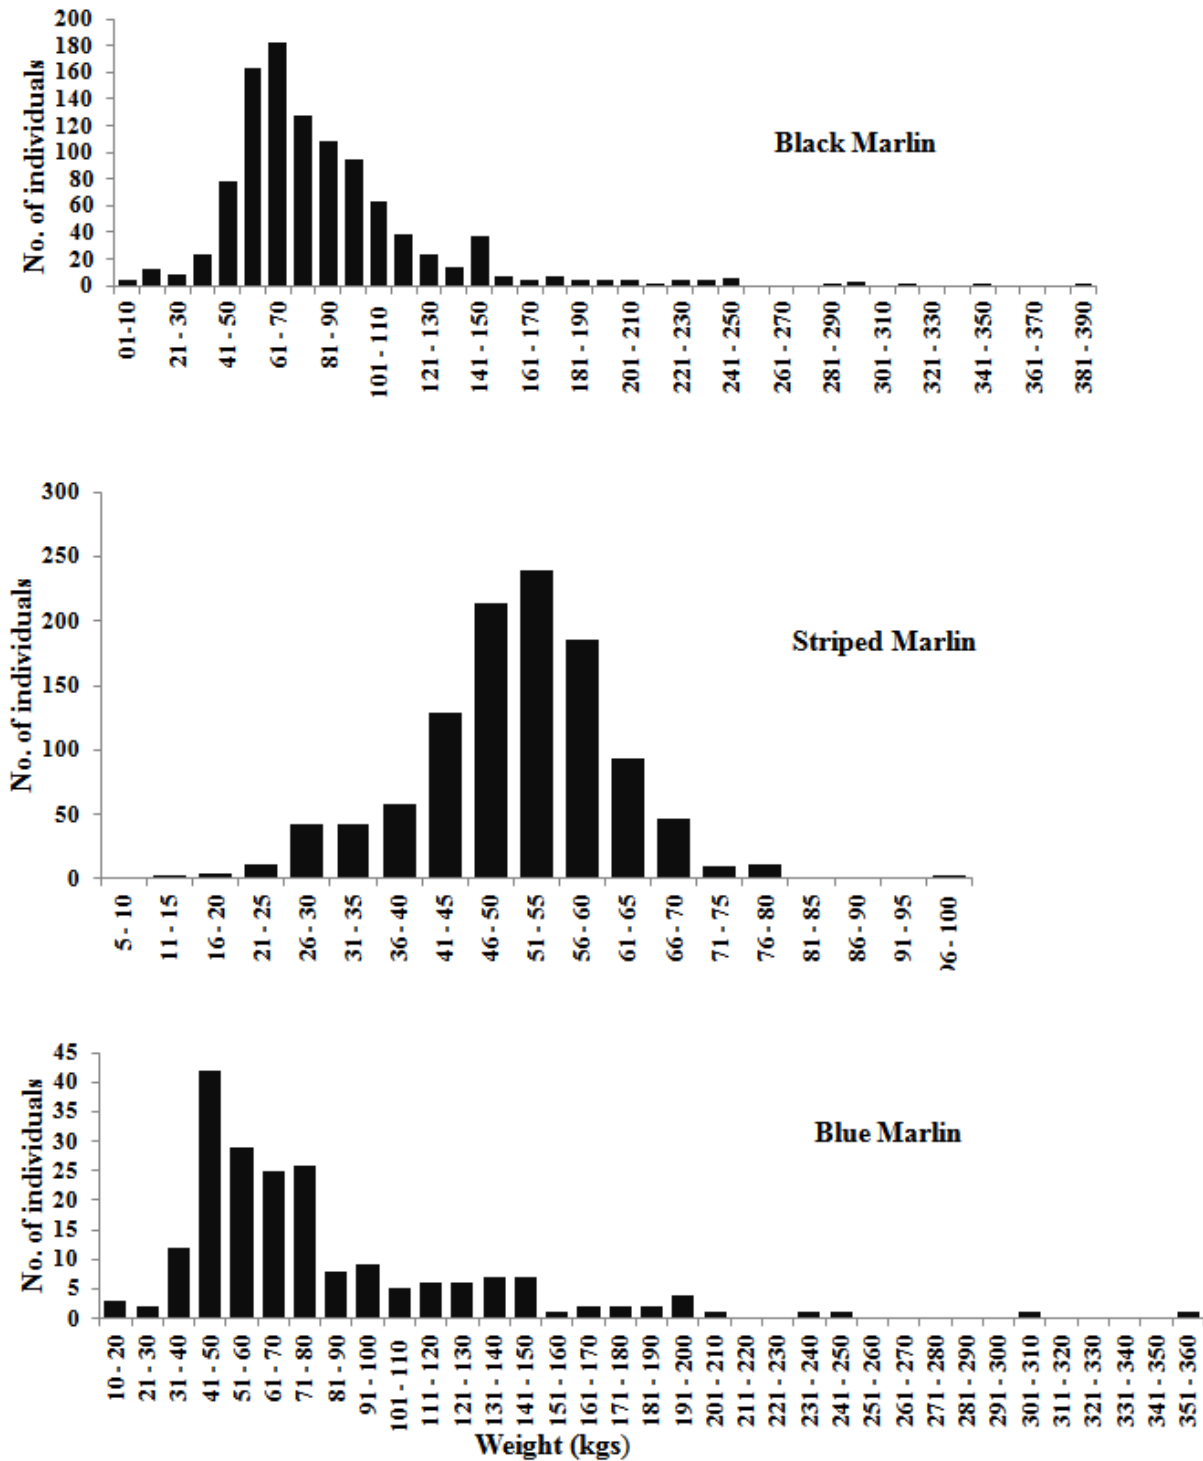 200
180
160
140
120
100
80
60
40
20
0
No. of individuals
Black Marlin
01-10
21 - 30
41 - 50
61 - 70
81 - 90
101 - 110
121 - 130
141 - 150
161 - 170
181 - 190
201 - 210
221 - 230
241 - 250
261 - 270
281 - 290
301 - 310
321 - 330
341 - 350
361 - 370
381 - 390
300
250
200
150
100
50
0
No. of individuals
Striped Marlin
5 - 10
11 - 15
16 - 20
21 - 25
26 - 30
31 - 35
36 - 40
41 - 45
46 - 50
51 - 55
56 - 60
61 - 65
66 - 70
71 - 75
76 - 80
81 - 85
86 - 90
91 - 95
96 - 100
45
40
35
30
25
20
15
10
5
0
No. of individuals
Blue Marlin
10 - 20
21 - 30
31 - 40
41 - 50
51 - 60
61 - 70
71 - 80
81 - 90
91 - 100
101 - 110
111 - 120
121 - 130
131 - 140
141 - 150
151 - 160
161 - 170
171 - 180
181 - 190
191 - 200
201 - 210
211 - 220
221 - 230
231 - 240
241 - 250
251 - 260
261 - 270
271 - 280
281 - 290
291 - 300
301 - 310
311 - 320
321 - 330
331 - 340
341 - 350
351 - 360
Weight (kgs)